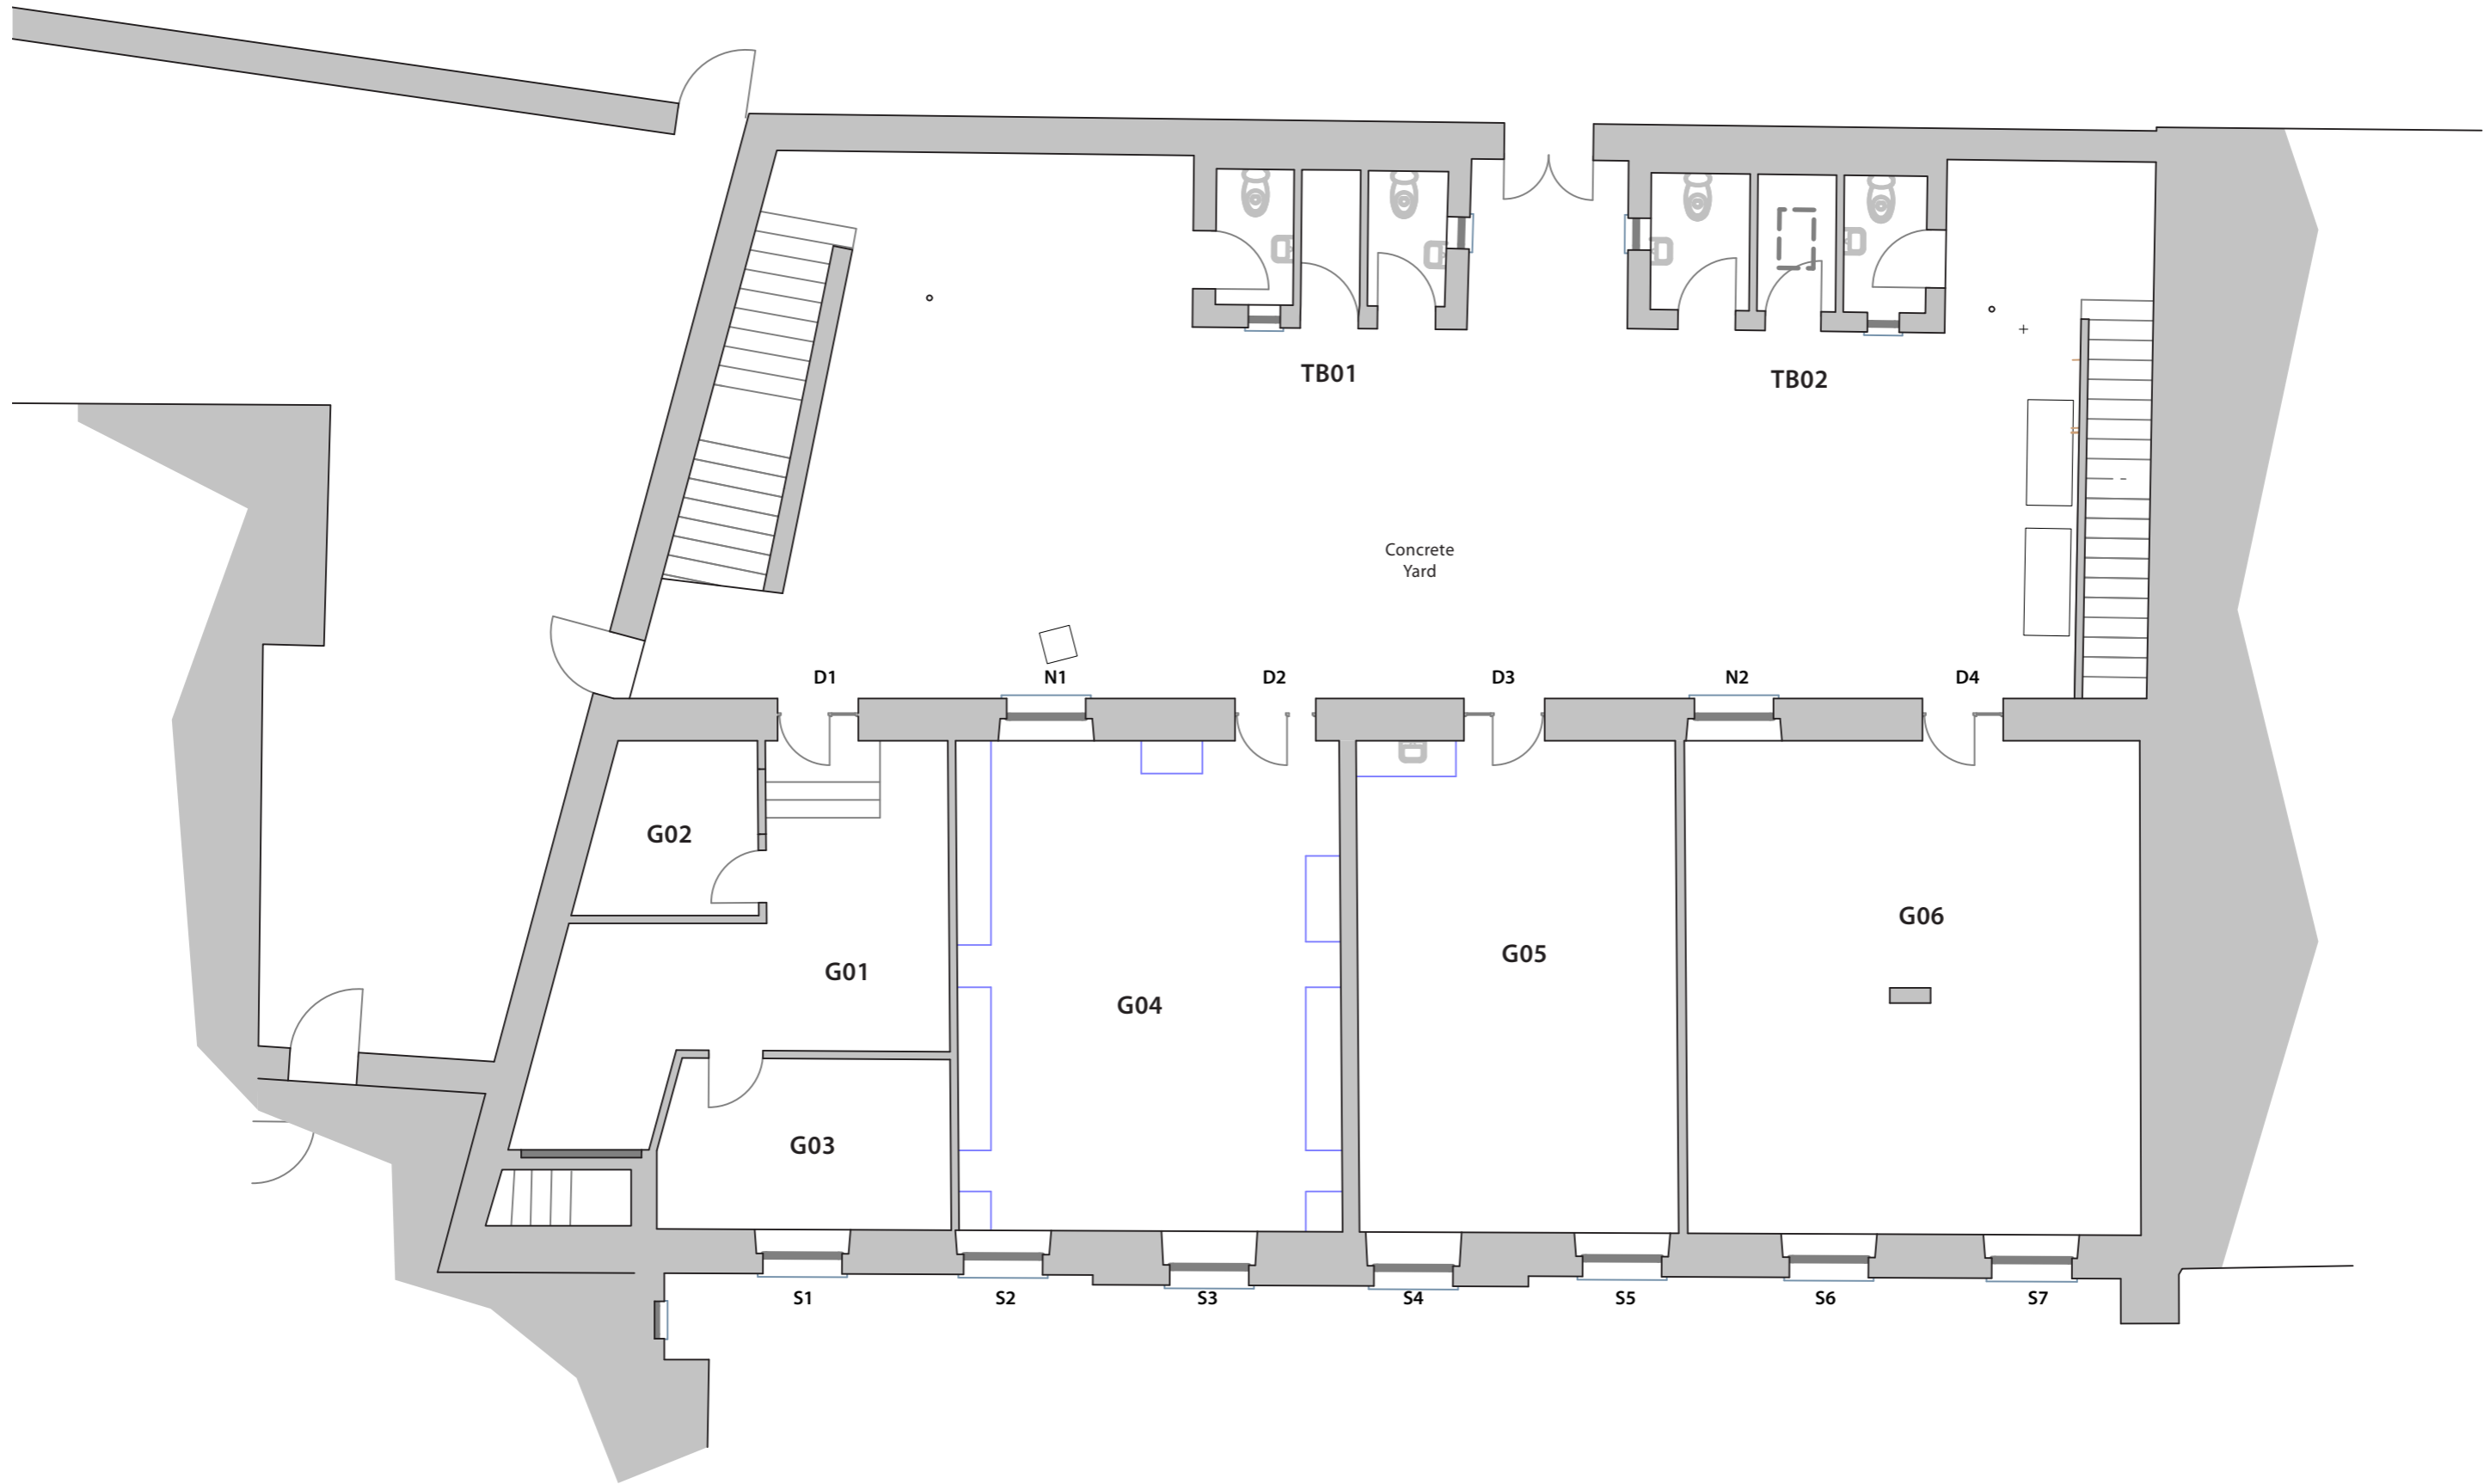 TB01
TB02
Concrete
Yard
D1
N1
D2
D3
N2
D4
G02
G06
G05
G01
G04
G03
S1
S2
S3
S4
S5
S6
S7